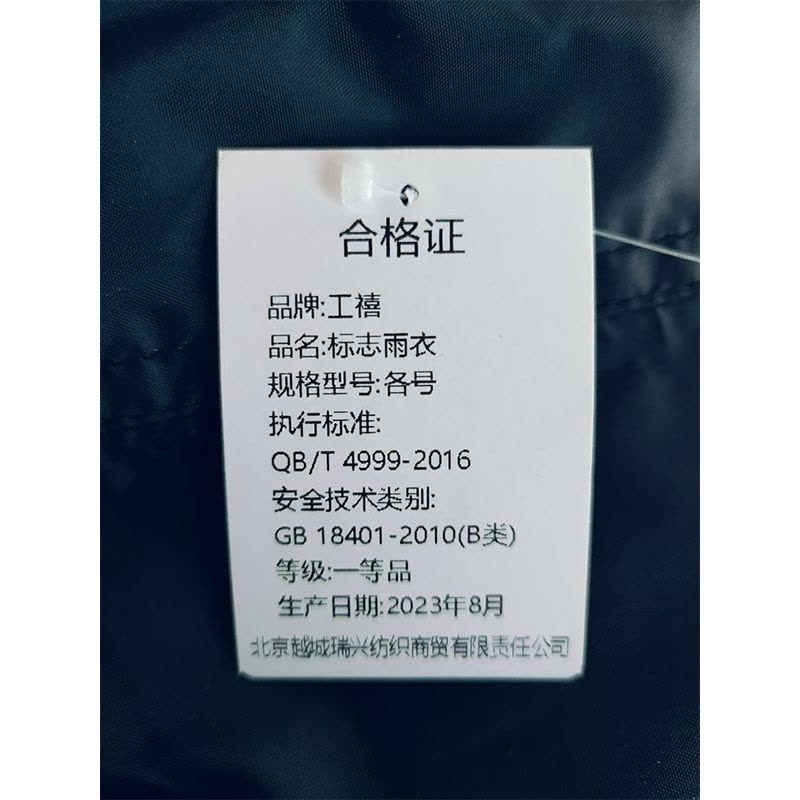 合格证
品牌:工禧
品名:标志雨衣
规格型号:各号
执行标准:
QB/T 4999-2016
安全技术类别:
GB 18401-2010(B类)
等级:一等品
生产日期:2023年8月
北京越城瑞兴纺织商贸有限责任公司